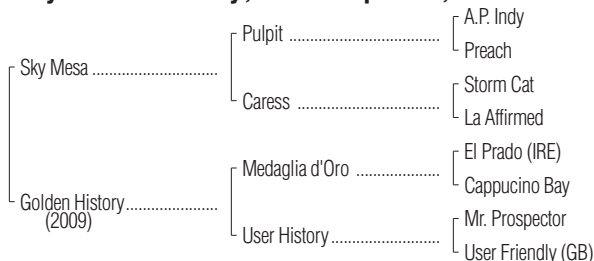 A.P. Indy
Pulpit
Preach
Sky Mesa
Storm Cat
Caress
La Affirmed
El Prado (IRE)
Medaglia d'Oro
Cappucino Bay
Golden History
(2009)
Mr. Prospector
User History
User Friendly (GB)